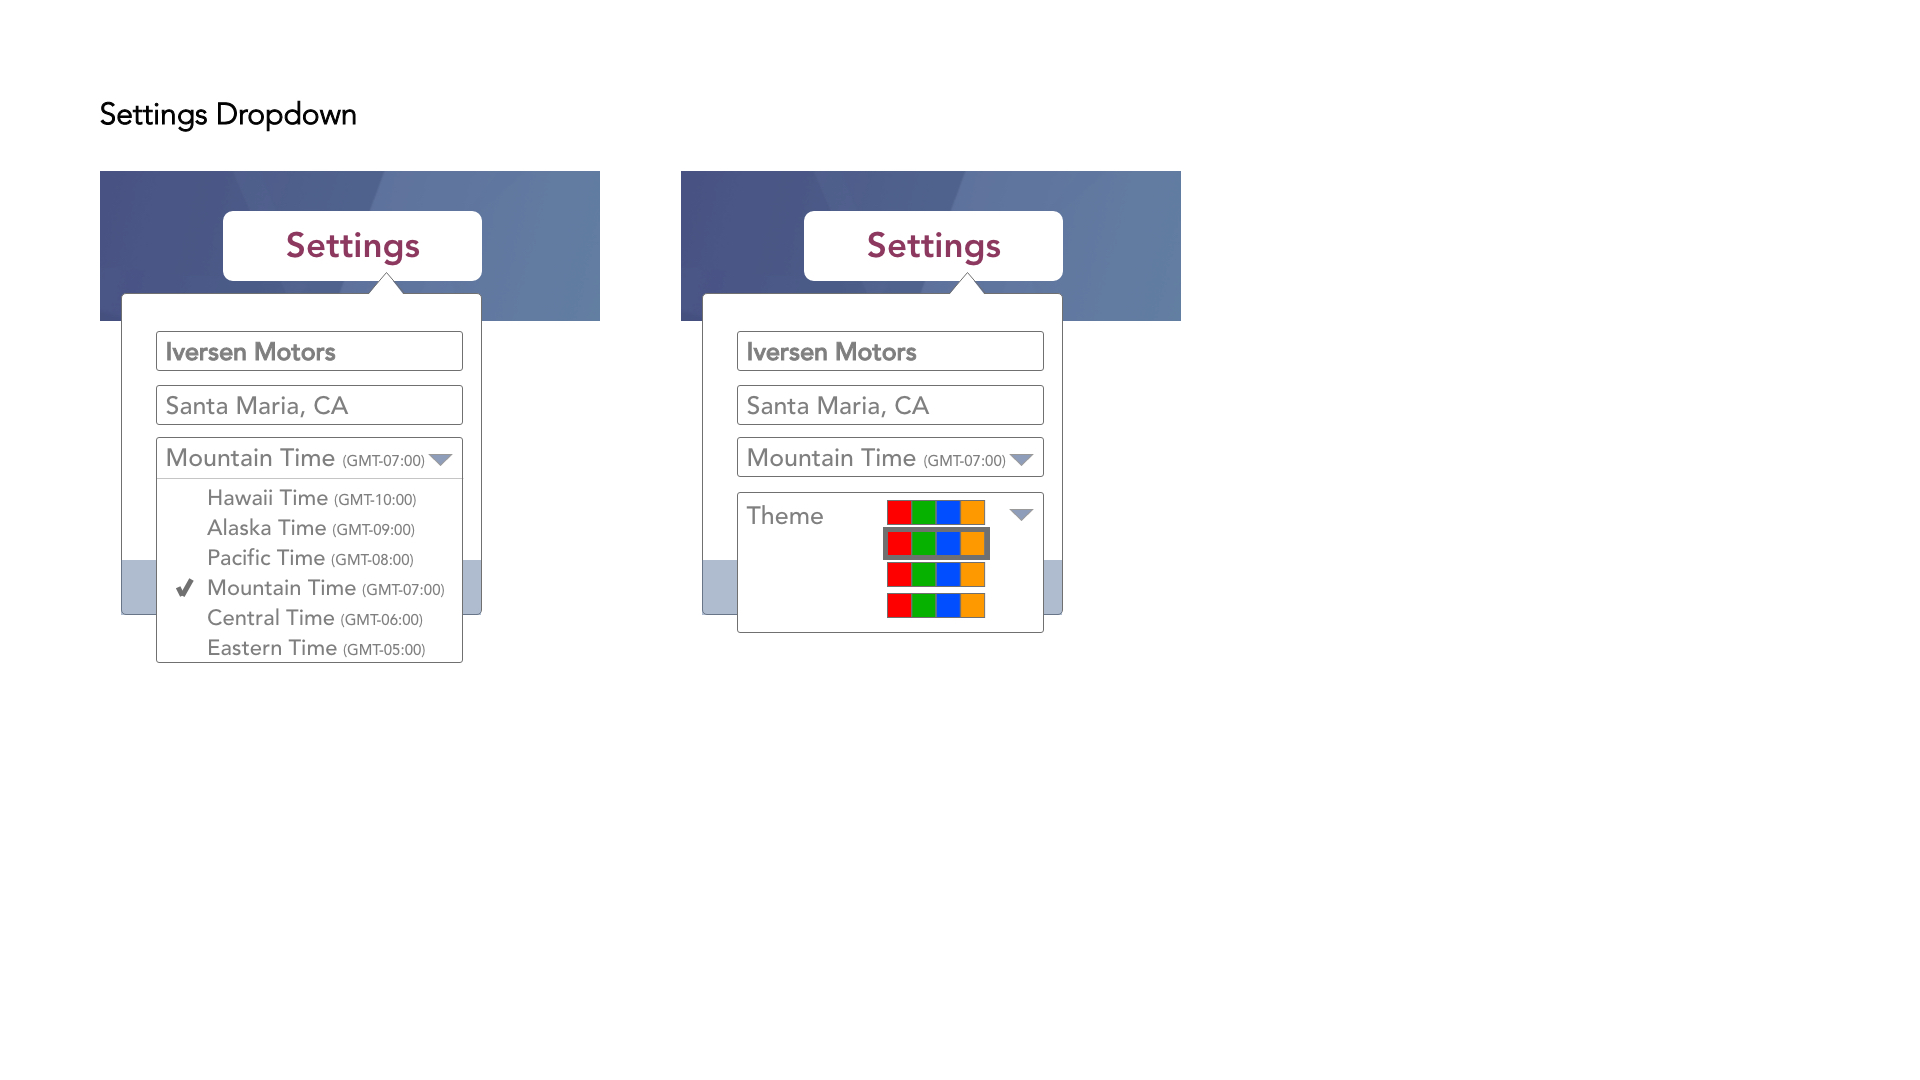 Settings Dropdown
Settings
Iversen Motors
Santa Maria, CA
Mountain Time (GMT-07:00)
Hawaii Time (GMT-10:00)
Alaska Time (GMT-09:00)
Pacific Time (GMT-08:00)
Mountain Time (GMT-07:00)
Central Time (GMT-06:00)
Eastern Time (GMT-05:00)
Settings
Iversen Motors
Santa Maria, CA
Mountain Time (GMT-07:00)
Theme